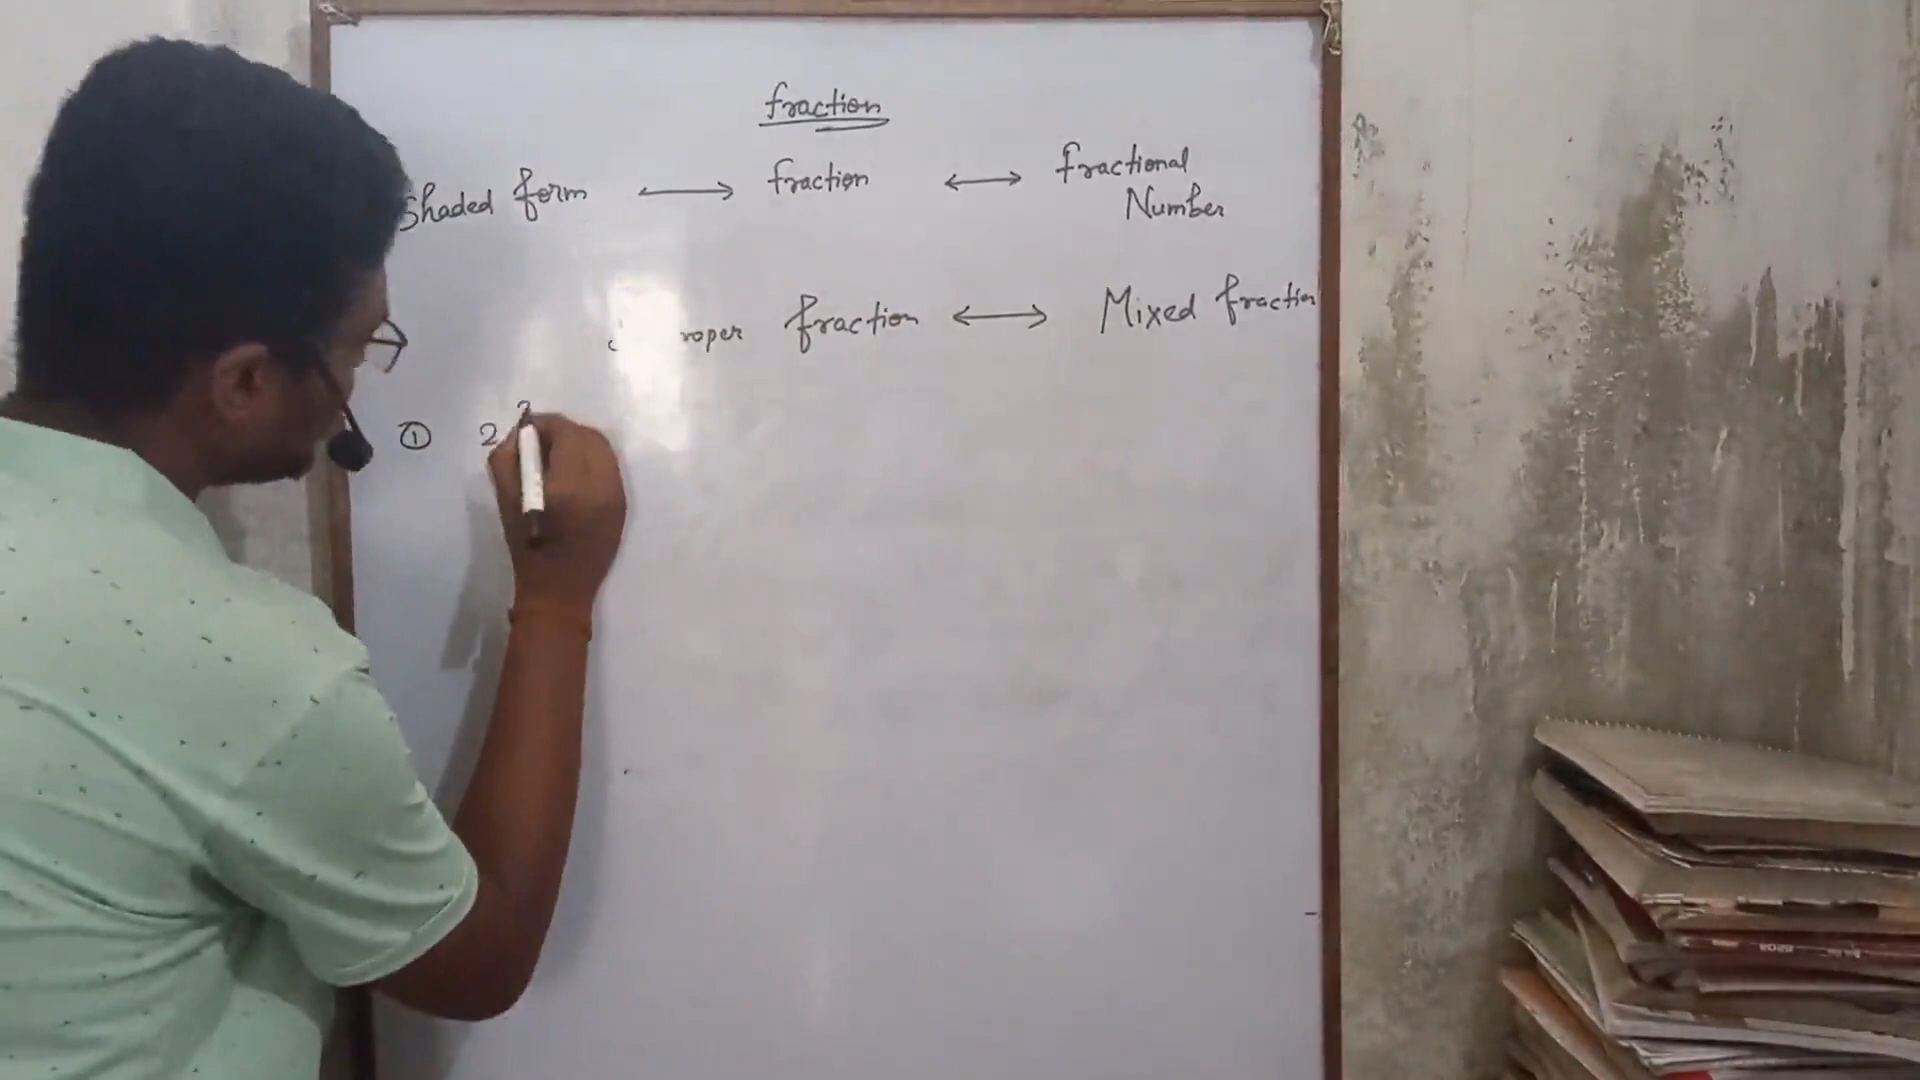 fraction
Shaded form ⟷ fraction ⟷ fractional Number
roper fraction ⟷ Mixed fraction
① 2